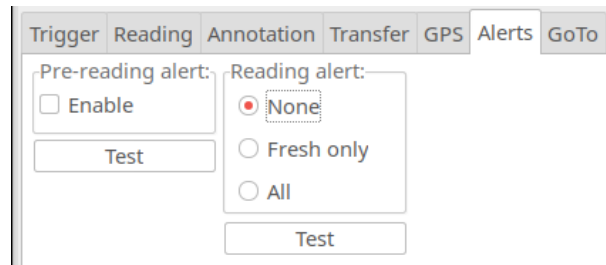 Trigger Reading Annotation Transfer GPS Alerts GoTo
Pre-reading alert:
Enable
Test
Reading alert:
None
Fresh only
All
Test